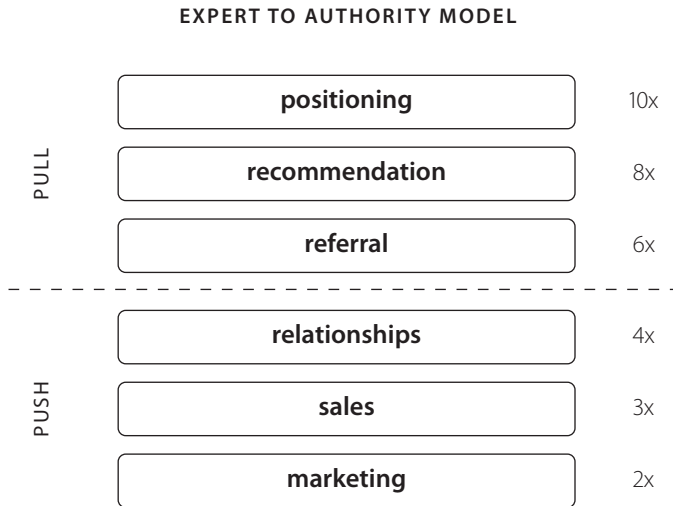 EXPERT TO AUTHORITY MODEL
positioning 10x
PULL
recommendation 8x
referral 6x
relationships 4x
PUSH
sales 3x
marketing 2x